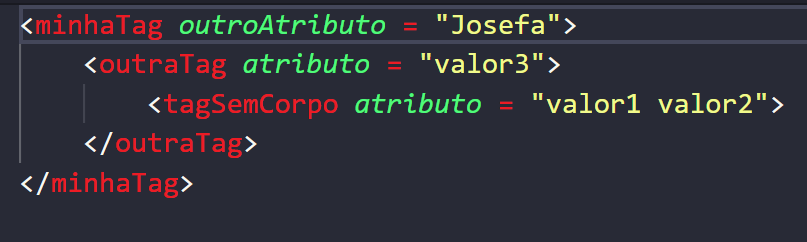 <minhaTag outroAtributo = "Josefa">
<outraTag atributo = "valor3">
<tagSemCorpo atributo = "valor1 valor2">
</outraTag>
</minhaTag>